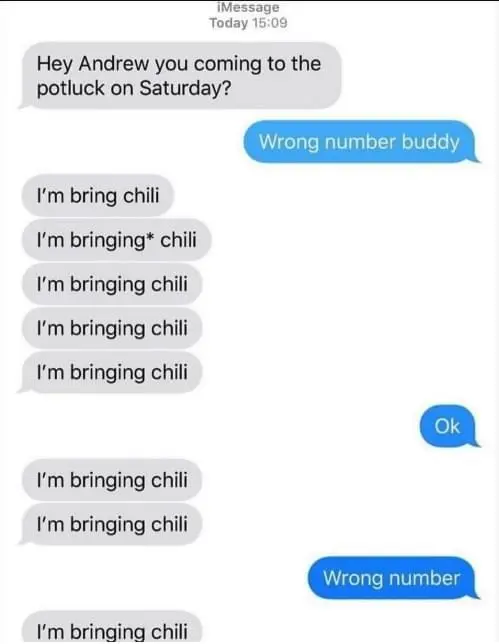 iMessage
Today 15:09
Hey Andrew you coming to the
potluck on Saturday?
Wrong number buddy
I'm bring chili
I'm bringing* chili
I'm bringing chili
I'm bringing chili
I'm bringing chili
Ok
I'm bringing chili
I'm bringing chili
Wrong number
I'm bringing chili